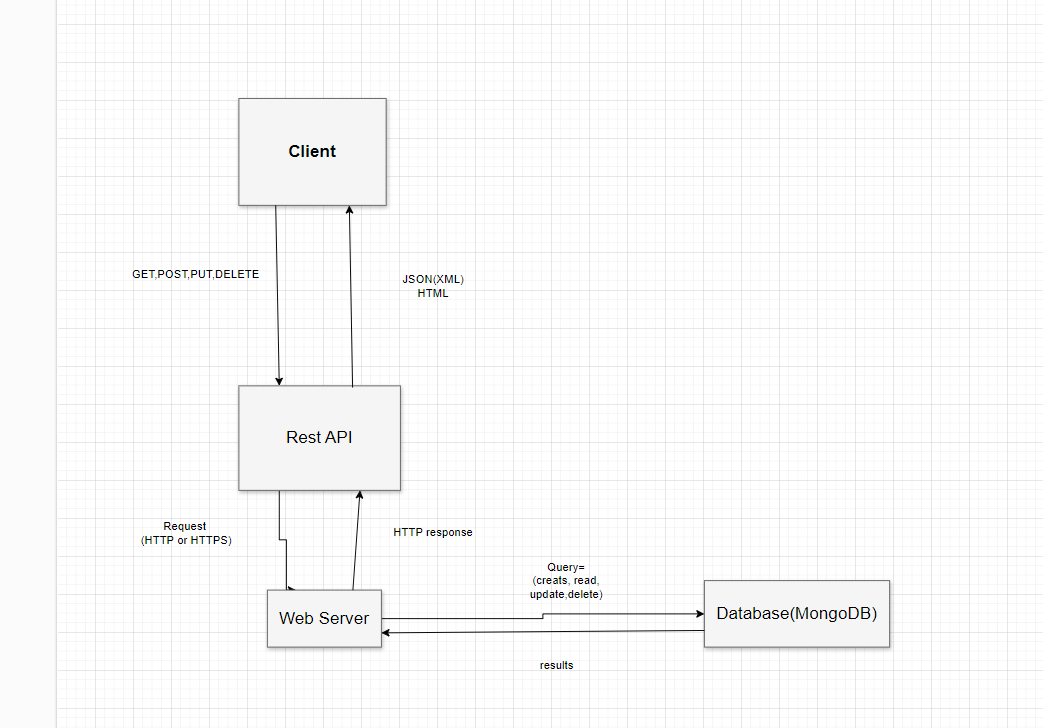 Client
GET,POST,PUT,DELETE
JSON(XML)
HTML
Rest API
Request
(HTTP or HTTPS)
HTTP response
Query=
(creats, read,
update,delete)
Web Server
Database(MongoDB)
results